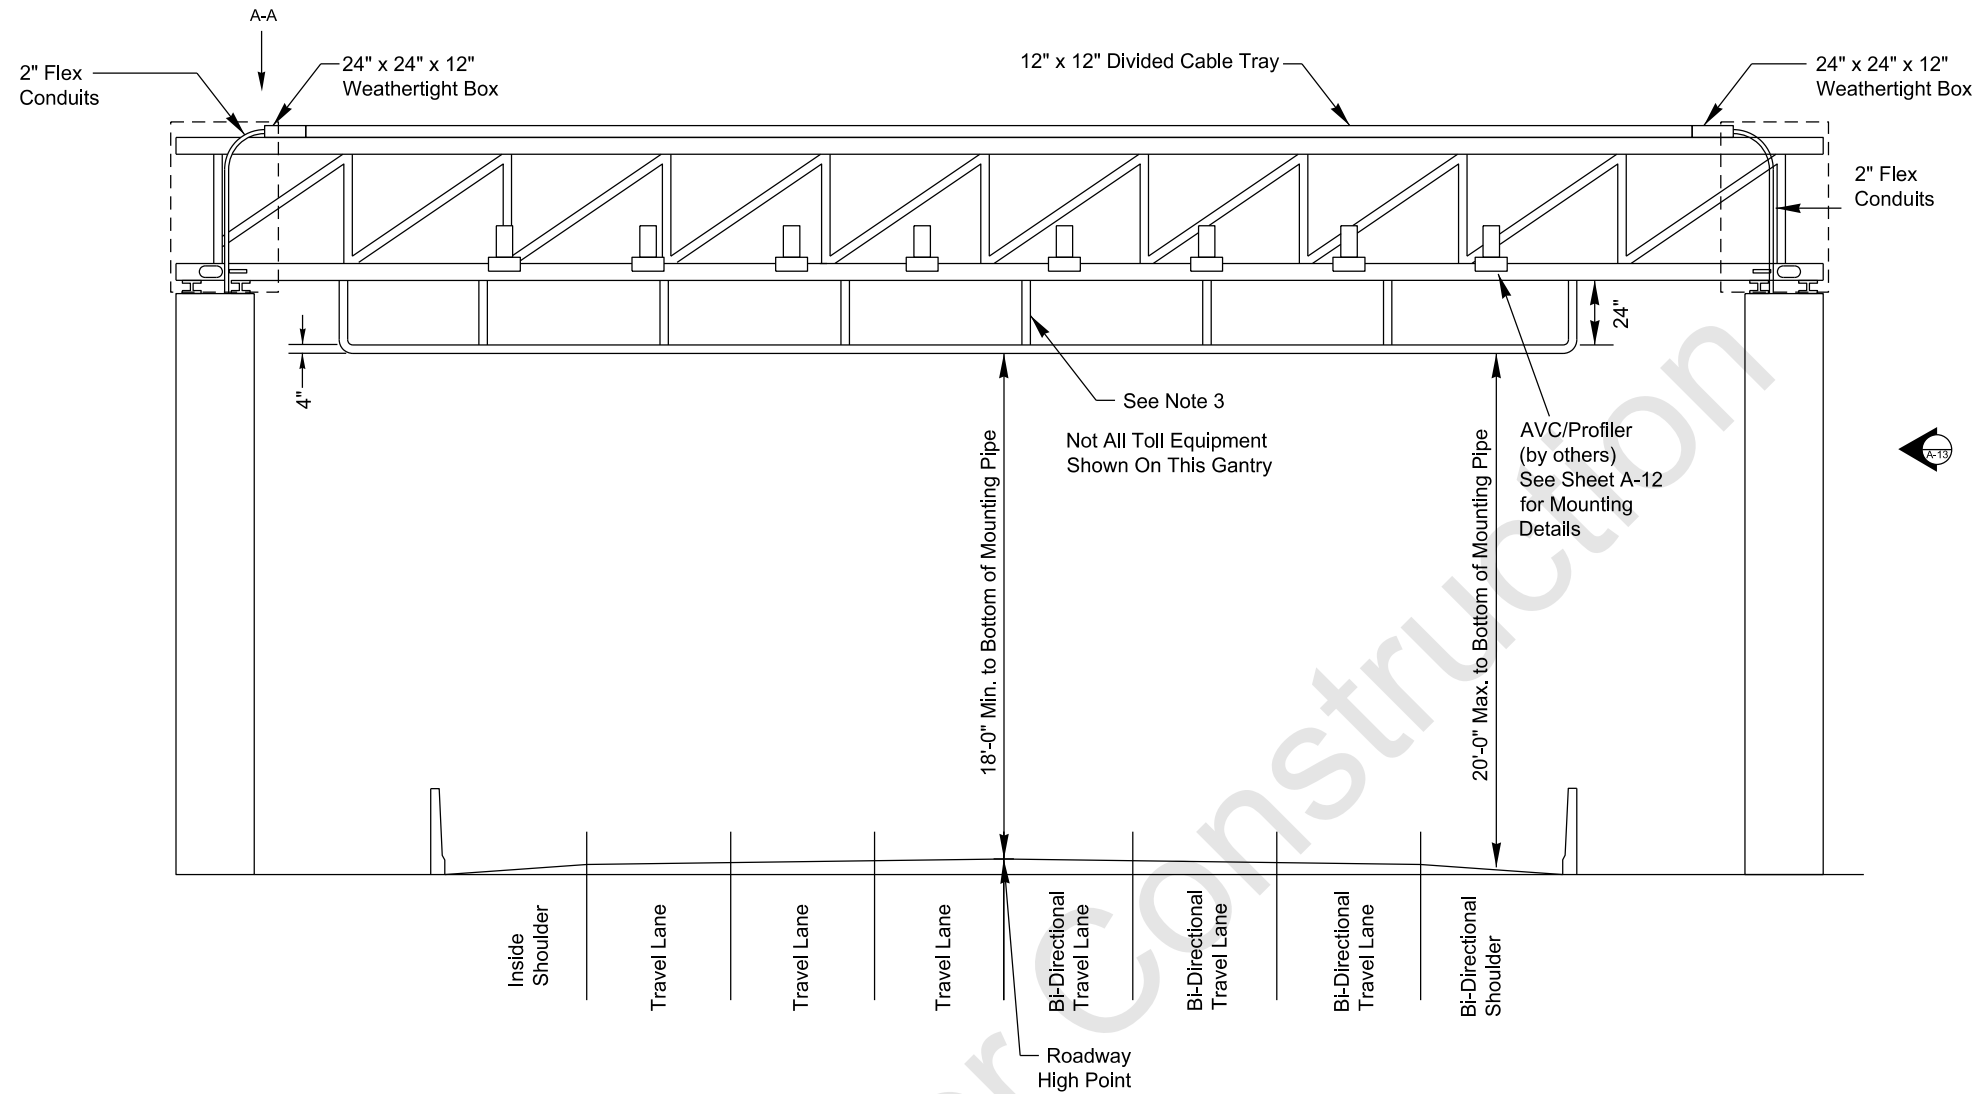 A-A
2" Flex
Conduits
24" x 24" x 12"
Weathertight Box
12" x 12" Divided Cable Tray
24" x 24" x 12"
Weathertight Box
2" Flex
Conduits
24"
4"
See Note 3
Not All Toll Equipment
Shown On This Gantry
AVC/Profiler
(by others)
See Sheet A-12
for Mounting
Details
A-13
18'-0" Min. to Bottom of Mounting Pipe
20'-0" Max. to Bottom of Mounting Pipe
Inside
Shoulder
Travel Lane
Travel Lane
Travel Lane
Bi-Directional
Travel Lane
Bi-Directional
Travel Lane
Bi-Directional
Travel Lane
Bi-Directional
Shoulder
Roadway
High Point
Construction